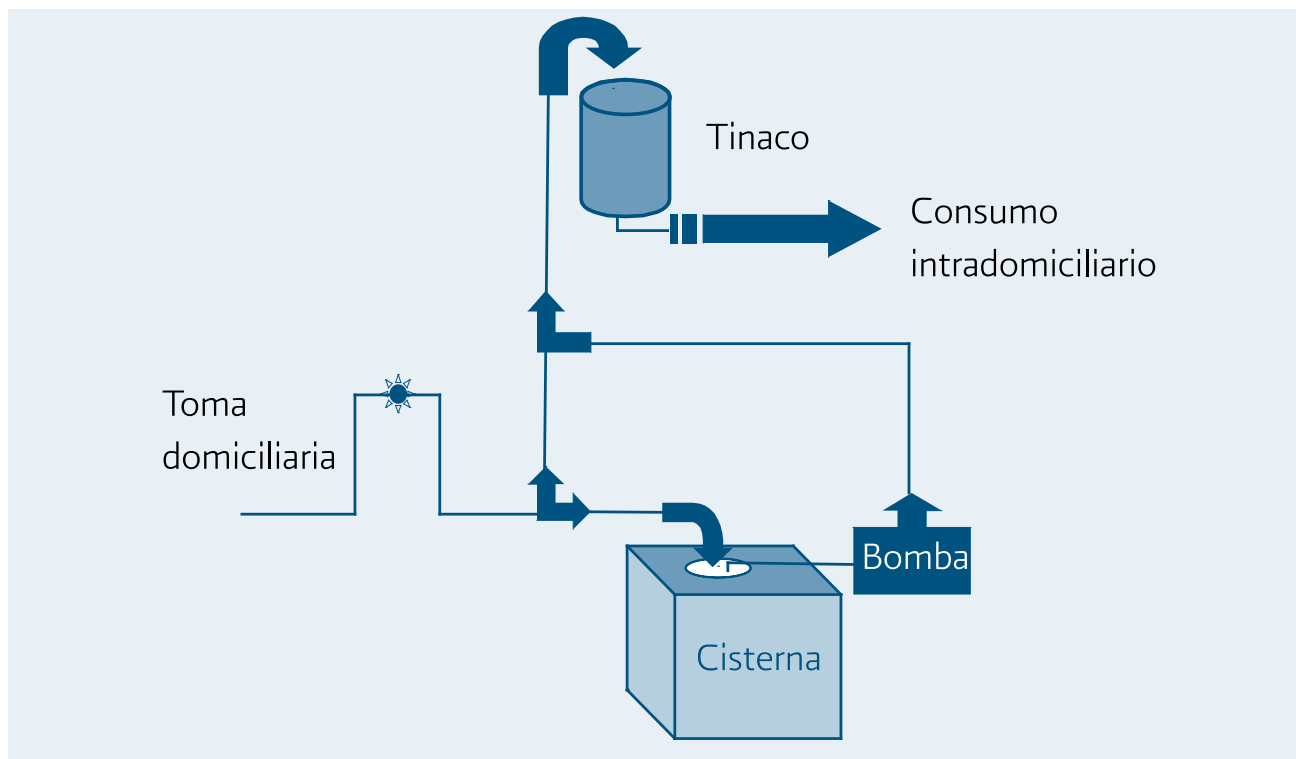 Tinaco
Consumo
intradomiciliario
Toma
domiciliaria
Bomba
Cisterna